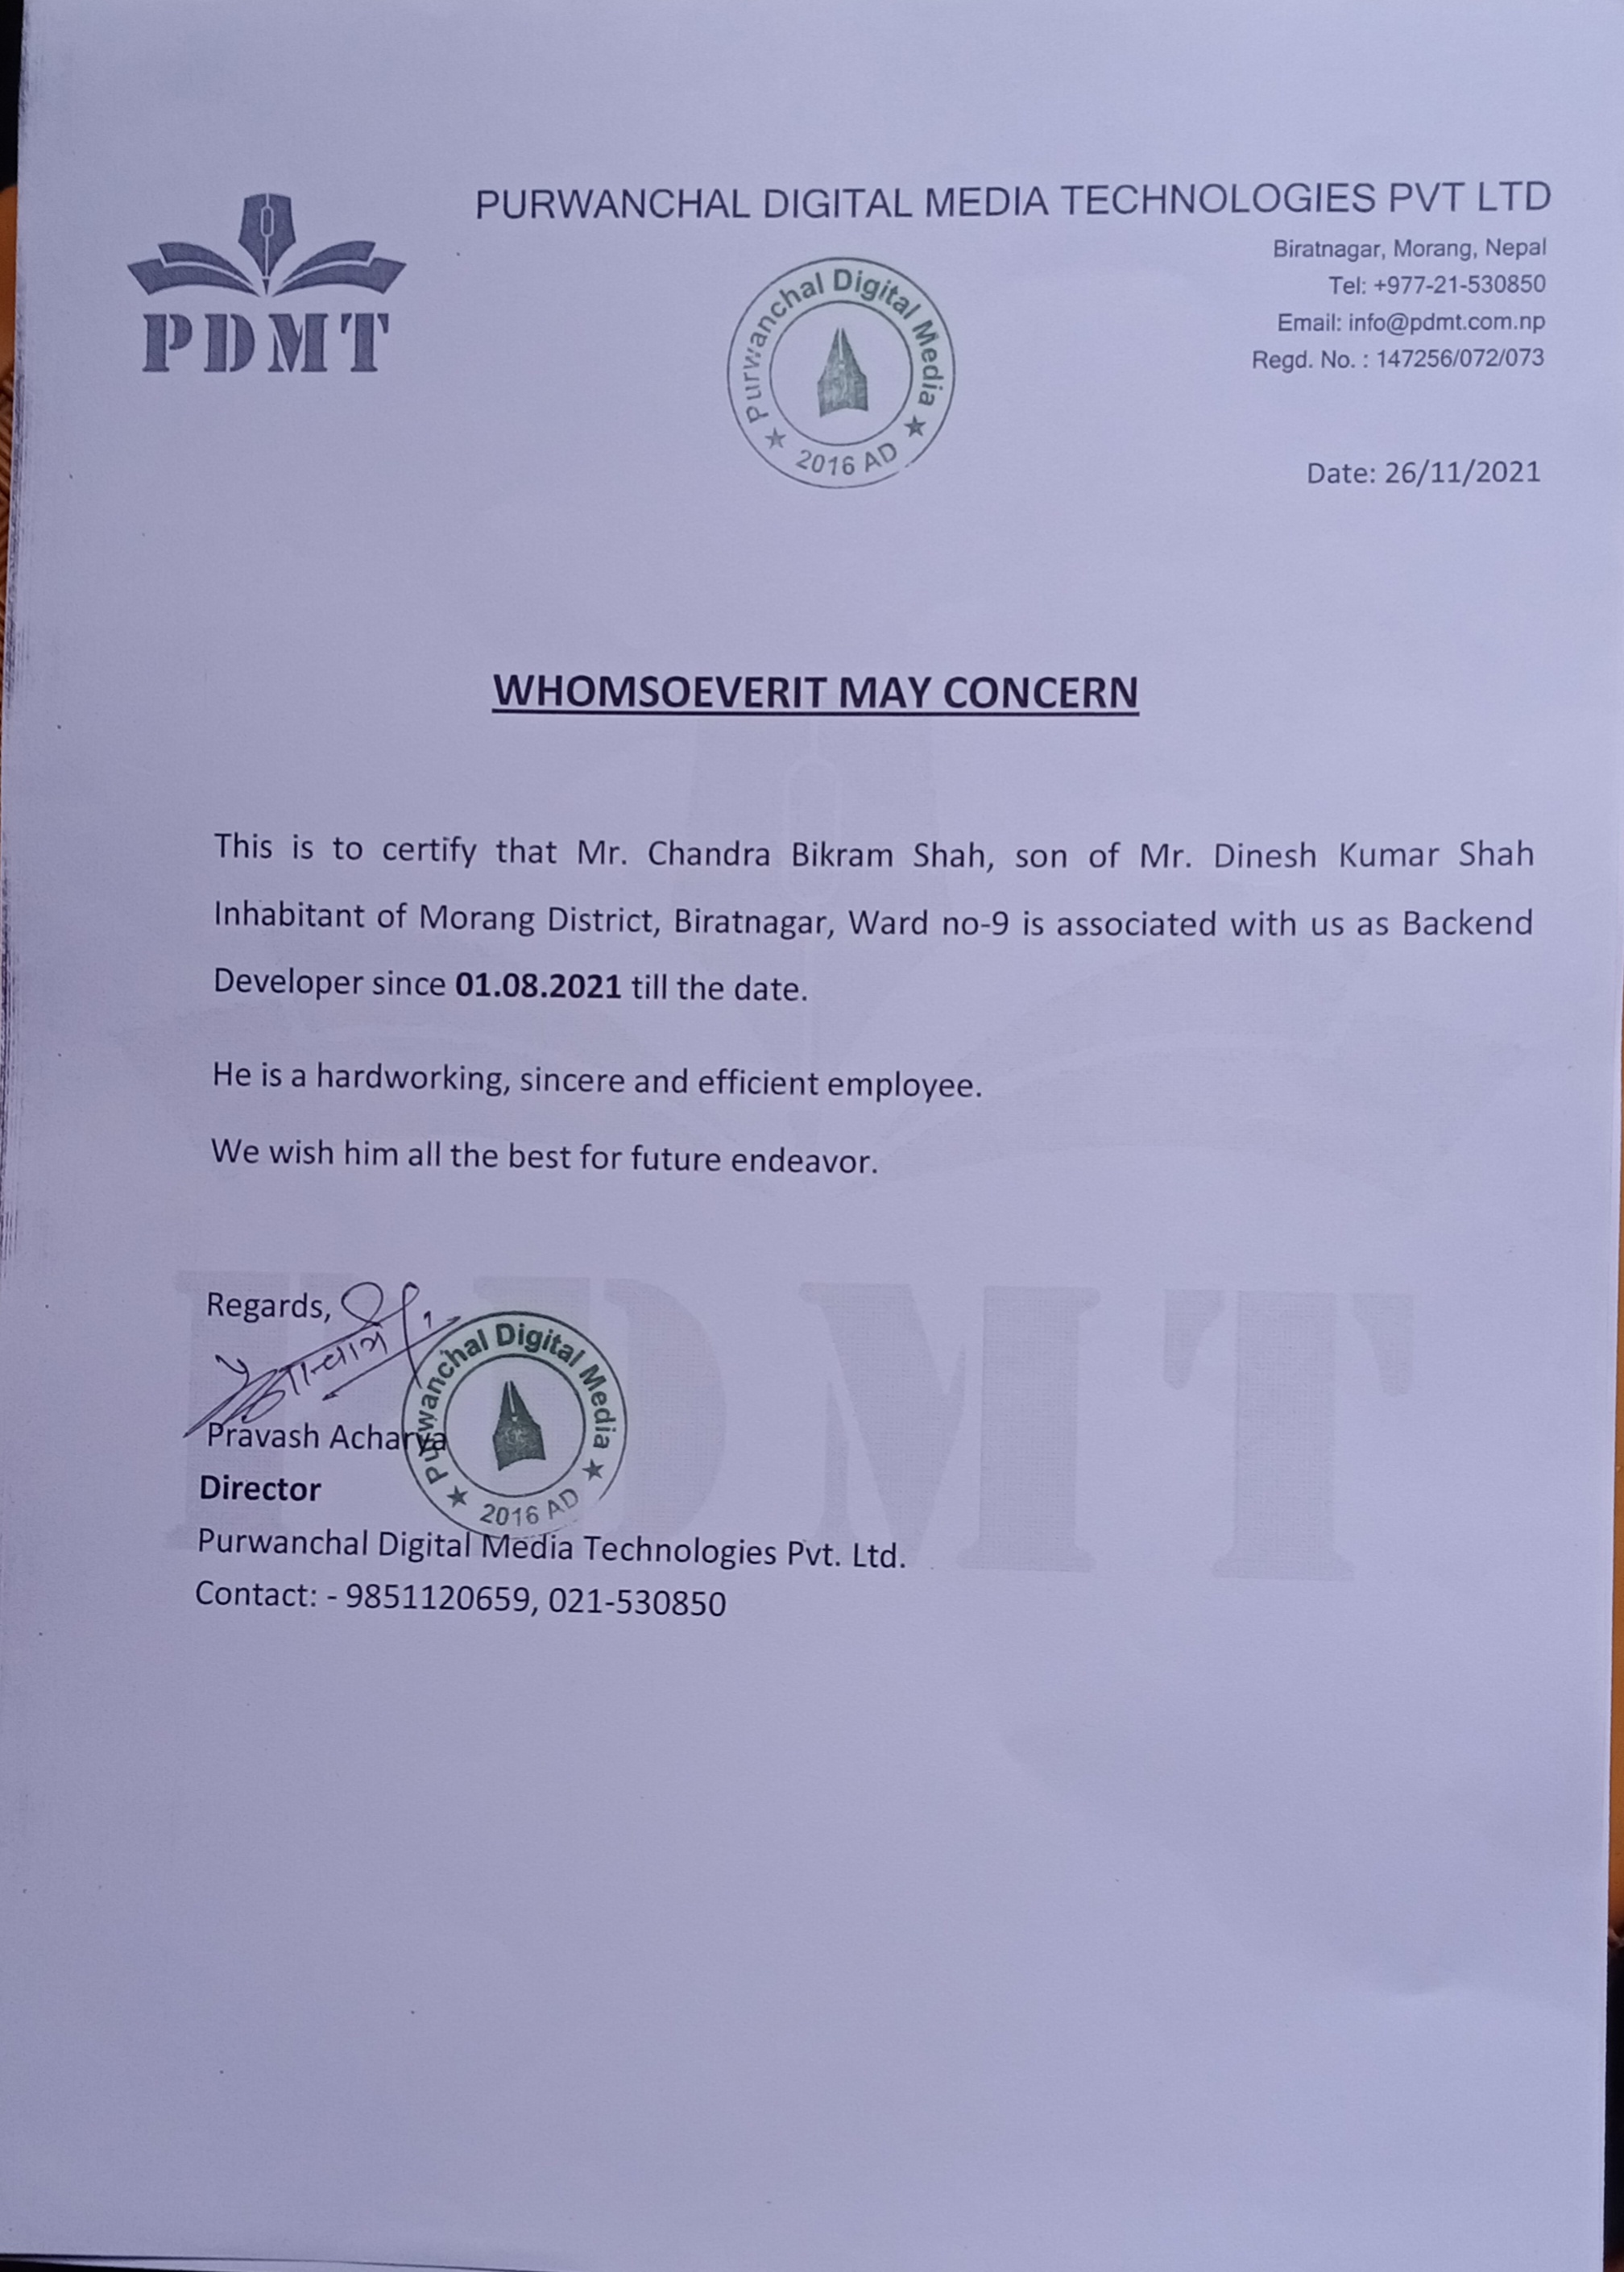 PURWANCHAL DIGITAL MEDIA TECHNOLOGIES PVT LTD
PDMT
Biratnagar, Morang, Nepal
Tel: +977-21-530850
Email: info@pdmt.com.np
Regd. No. : 147256/072/073
Purwanchal Digital Media
★ 2016 AD ★
Date: 26/11/2021
WHOMSOEVERIT MAY CONCERN
This is to certify that Mr. Chandra Bikram Shah, son of Mr. Dinesh Kumar Shah
Inhabitant of Morang District, Biratnagar, Ward no-9 is associated with us as Backend
Developer since 01.08.2021 till the date.
He is a hardworking, sincere and efficient employee.
We wish him all the best for future endeavor.
PDMT
Regards,
Purwanchal Digital Media
★ 2016 AD ★
Pravash Acharya
Director
Purwanchal Digital Media Technologies Pvt. Ltd.
Contact: - 9851120659, 021-530850